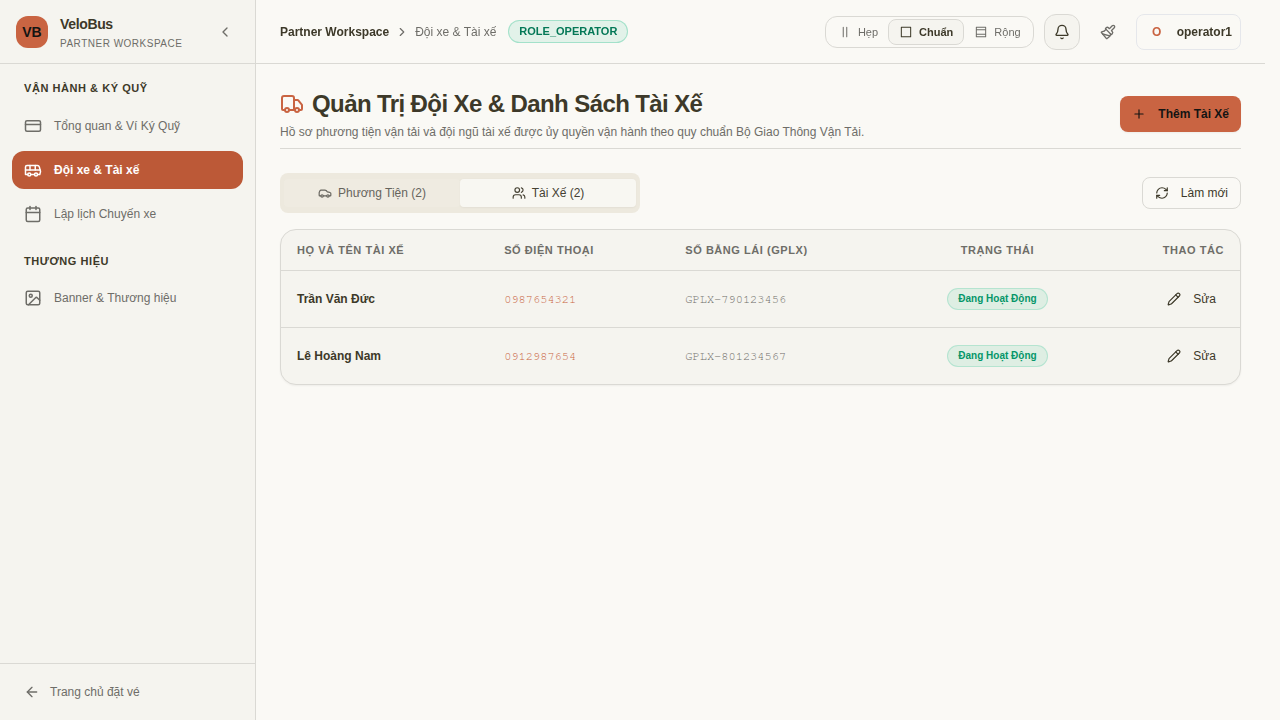 VB
VeloBus
PARTNER WORKSPACE
Partner Workspace > Đội xe & Tài xế
ROLE_OPERATOR
Hẹp
Chuẩn
Rộng
O
operator1
VẬN HÀNH & KÝ QUỸ
Tổng quan & Ví Ký Quỹ
Đội xe & Tài xế
Lập lịch Chuyến xe
THƯƠNG HIỆU
Banner & Thương hiệu
Trang chủ đặt vé
Quản Trị Đội Xe & Danh Sách Tài Xế
Hồ sơ phương tiện vận tải và đội ngũ tài xế được ủy quyền vận hành theo quy chuẩn Bộ Giao Thông Vận Tải.
Thêm Tài Xế
Phương Tiện (2)
Tài Xế (2)
Làm mới
HỌ VÀ TÊN TÀI XẾ SỐ ĐIỆN THOẠI SỐ BẰNG LÁI (GPLX) TRẠNG THÁI THAO TÁC
Trần Văn Đức 0987654321 GPLX-790123456 Đang Hoạt Động Sửa
Lê Hoàng Nam 0912987654 GPLX-801234567 Đang Hoạt Động Sửa